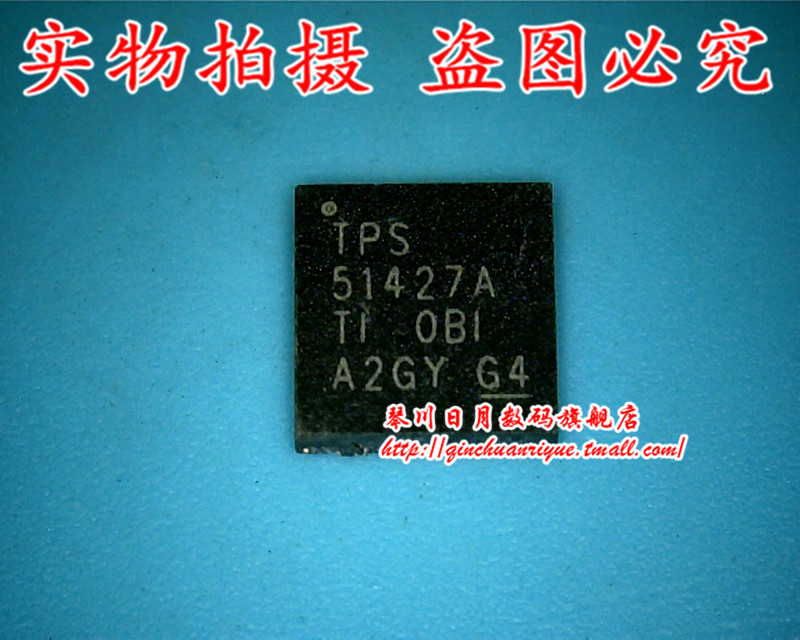 实物拍摄 盗图必究
TPS
51427A
TI 0BI
A2GY G4
琴川日月数码旗舰店
http://qinchuanriyue.tmall.com/